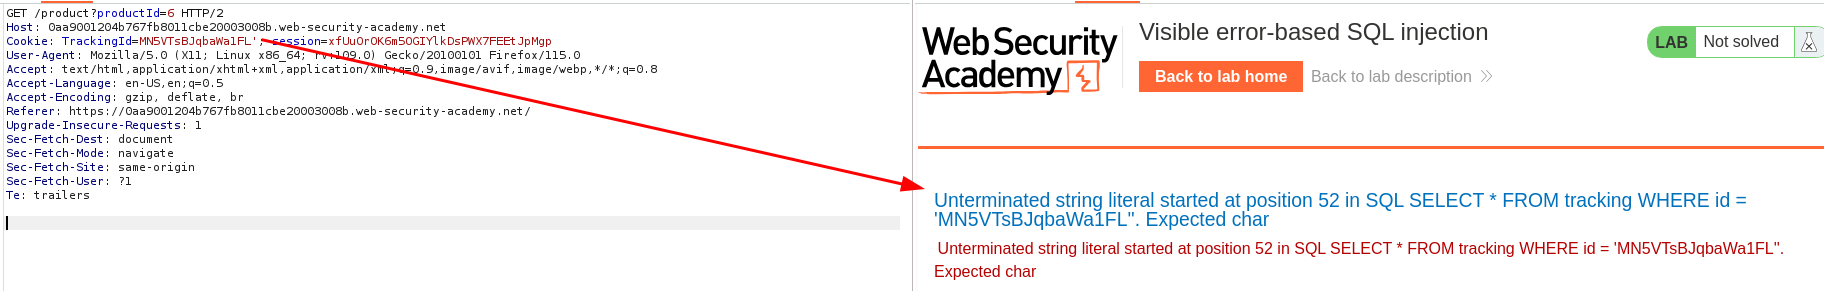 GET /product?productId=6 HTTP/2
Host: 0aa9001204b767fb8011cbe20003008b.web-security-academy.net
Cookie: TrackingId=MN5VTsBJqbaWa1FL'; session=xfUuOrOK6m5OGIYlkDsPWX7FEEtJpMgp
User-Agent: Mozilla/5.0 (X11; Linux x86_64; rv:109.0) Gecko/20100101 Firefox/115.0
Accept: text/html,application/xhtml+xml,application/xml;q=0.9,image/avif,image/webp,*/*;q=0.8
Accept-Language: en-US,en;q=0.5
Accept-Encoding: gzip, deflate, br
Referer: https://0aa9001204b767fb8011cbe20003008b.web-security-academy.net/
Upgrade-Insecure-Requests: 1
Sec-Fetch-Dest: document
Sec-Fetch-Mode: navigate
Sec-Fetch-Site: same-origin
Sec-Fetch-User: ?1
Te: trailers
Web Security
Academy
Visible error-based SQL injection
Back to lab home
Back to lab description
LAB
Not solved
Unterminated string literal started at position 52 in SQL SELECT * FROM tracking WHERE id =
'MN5VTsBJqbaWa1FL''. Expected char
Unterminated string literal started at position 52 in SQL SELECT * FROM tracking WHERE id = 'MN5VTsBJqbaWa1FL''.
Expected char